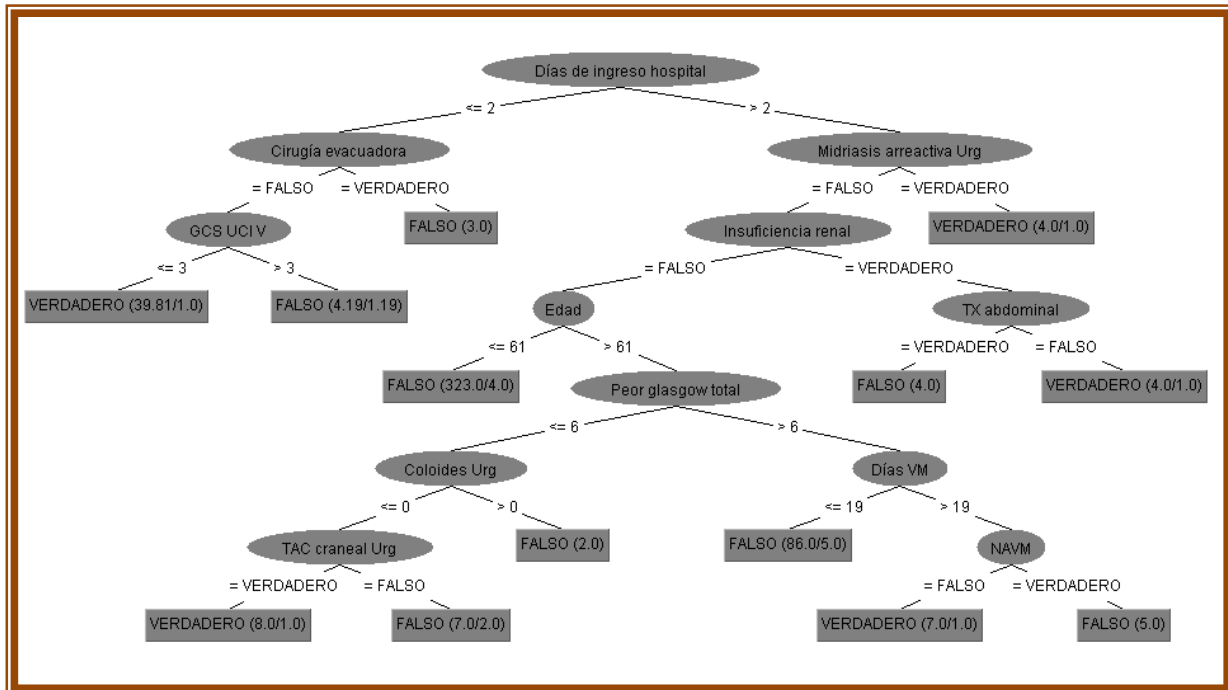 Días de ingreso hospital
<= 2
> 2
Cirugía evacuadora
Midriasis arreactiva Urg
= FALSO
= VERDADERO
= FALSO
= VERDADERO
GCS UCI V
FALSO (3.0)
Insuficiencia renal
VERDADERO (4.0/1.0)
<= 3
> 3
= FALSO
= VERDADERO
VERDADERO (39.81/1.0)
FALSO (4.19/1.19)
Edad
TX abdominal
<= 61
> 61
= VERDADERO
= FALSO
FALSO (323.0/4.0)
Peor glasgow total
FALSO (4.0)
VERDADERO (4.0/1.0)
<= 6
> 6
Coloides Urg
Días VM
<= 0
> 0
<= 19
> 19
TAC craneal Urg
FALSO (2.0)
FALSO (86.0/5.0)
NAVM
= VERDADERO
= FALSO
= FALSO
= VERDADERO
VERDADERO (8.0/1.0)
FALSO (7.0/2.0)
VERDADERO (7.0/1.0)
FALSO (5.0)